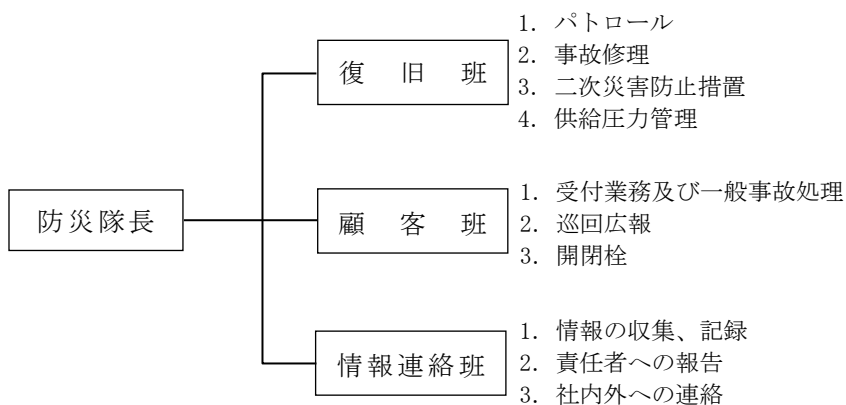 防災隊長
復旧班
1. パトロール
2. 事故修理
3. 二次災害防止措置
4. 供給圧力管理
顧客班
1. 受付業務及び一般事故処理
2. 巡回広報
3. 開閉栓
情報連絡班
1. 情報の収集、記録
2. 責任者への報告
3. 社内外への連絡